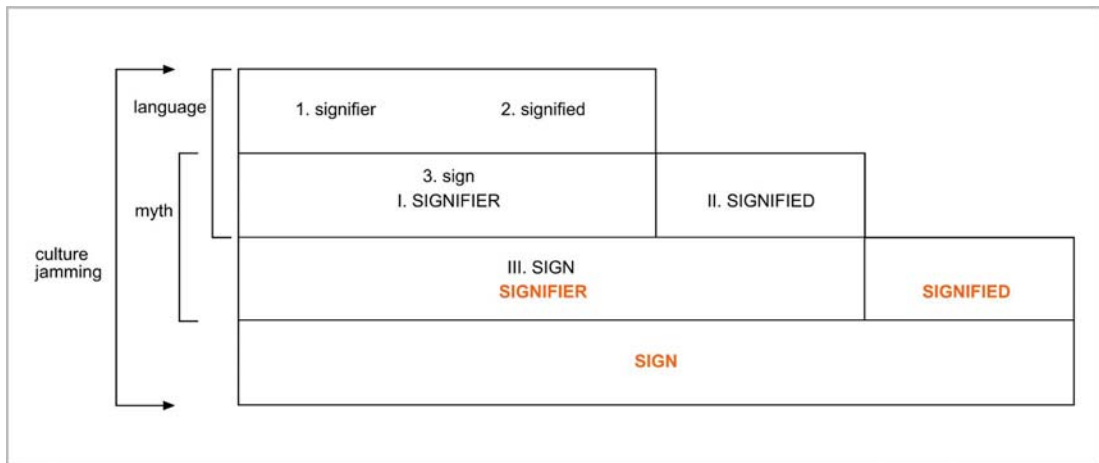 language
1. signifier 2. signified
3. sign
I. SIGNIFIER II. SIGNIFIED
myth
culture
jamming
III. SIGN
SIGNIFIER SIGNIFIED
SIGN